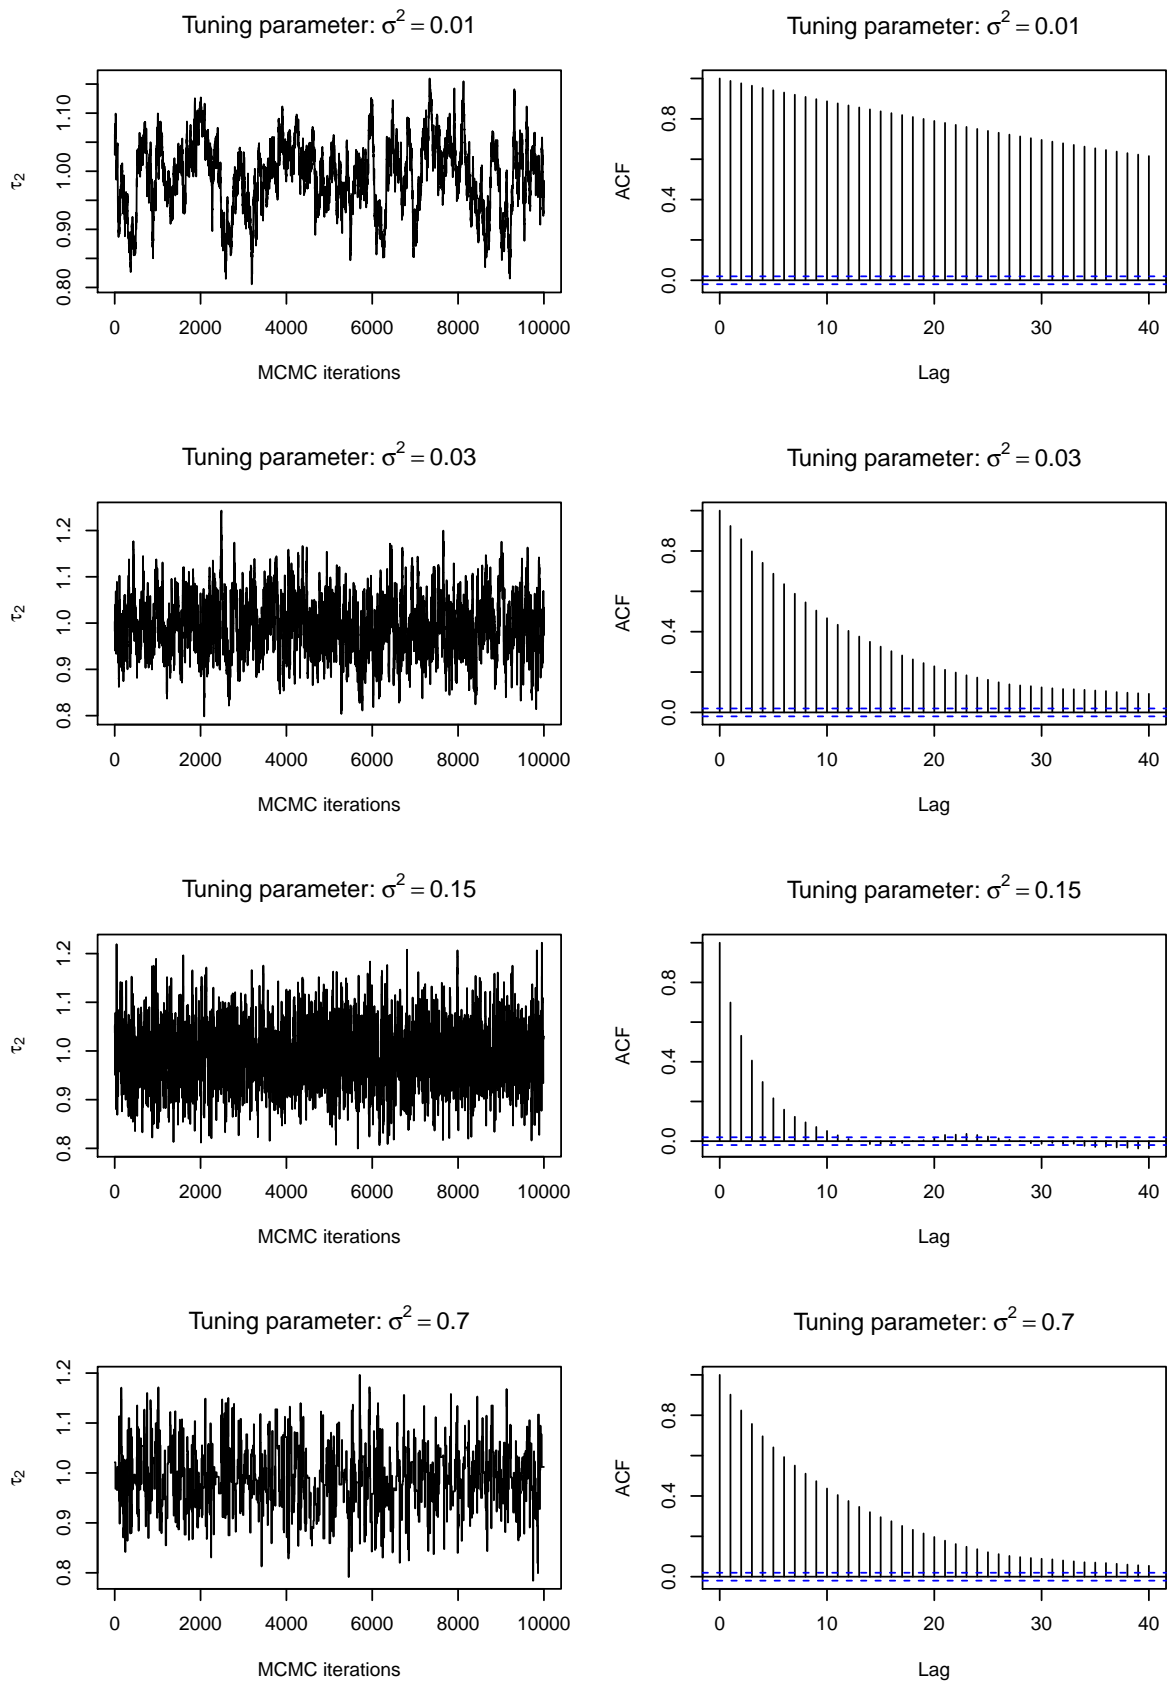 Tuning parameter: σ² = 0.01
τ₂
0.80 0.90 1.00 1.10
0 2000 4000 6000 8000 10000
MCMC iterations
Tuning parameter: σ² = 0.01
ACF
0.0 0.4 0.8
0 10 20 30 40
Lag
Tuning parameter: σ² = 0.03
τ₂
0.8 0.9 1.0 1.1 1.2
0 2000 4000 6000 8000 10000
MCMC iterations
Tuning parameter: σ² = 0.03
ACF
0.0 0.4 0.8
0 10 20 30 40
Lag
Tuning parameter: σ² = 0.15
τ₂
0.8 0.9 1.0 1.1 1.2
0 2000 4000 6000 8000 10000
MCMC iterations
Tuning parameter: σ² = 0.15
ACF
0.0 0.4 0.8
0 10 20 30 40
Lag
Tuning parameter: σ² = 0.7
τ₂
0.8 0.9 1.0 1.1 1.2
0 2000 4000 6000 8000 10000
MCMC iterations
Tuning parameter: σ² = 0.7
ACF
0.0 0.4 0.8
0 10 20 30 40
Lag